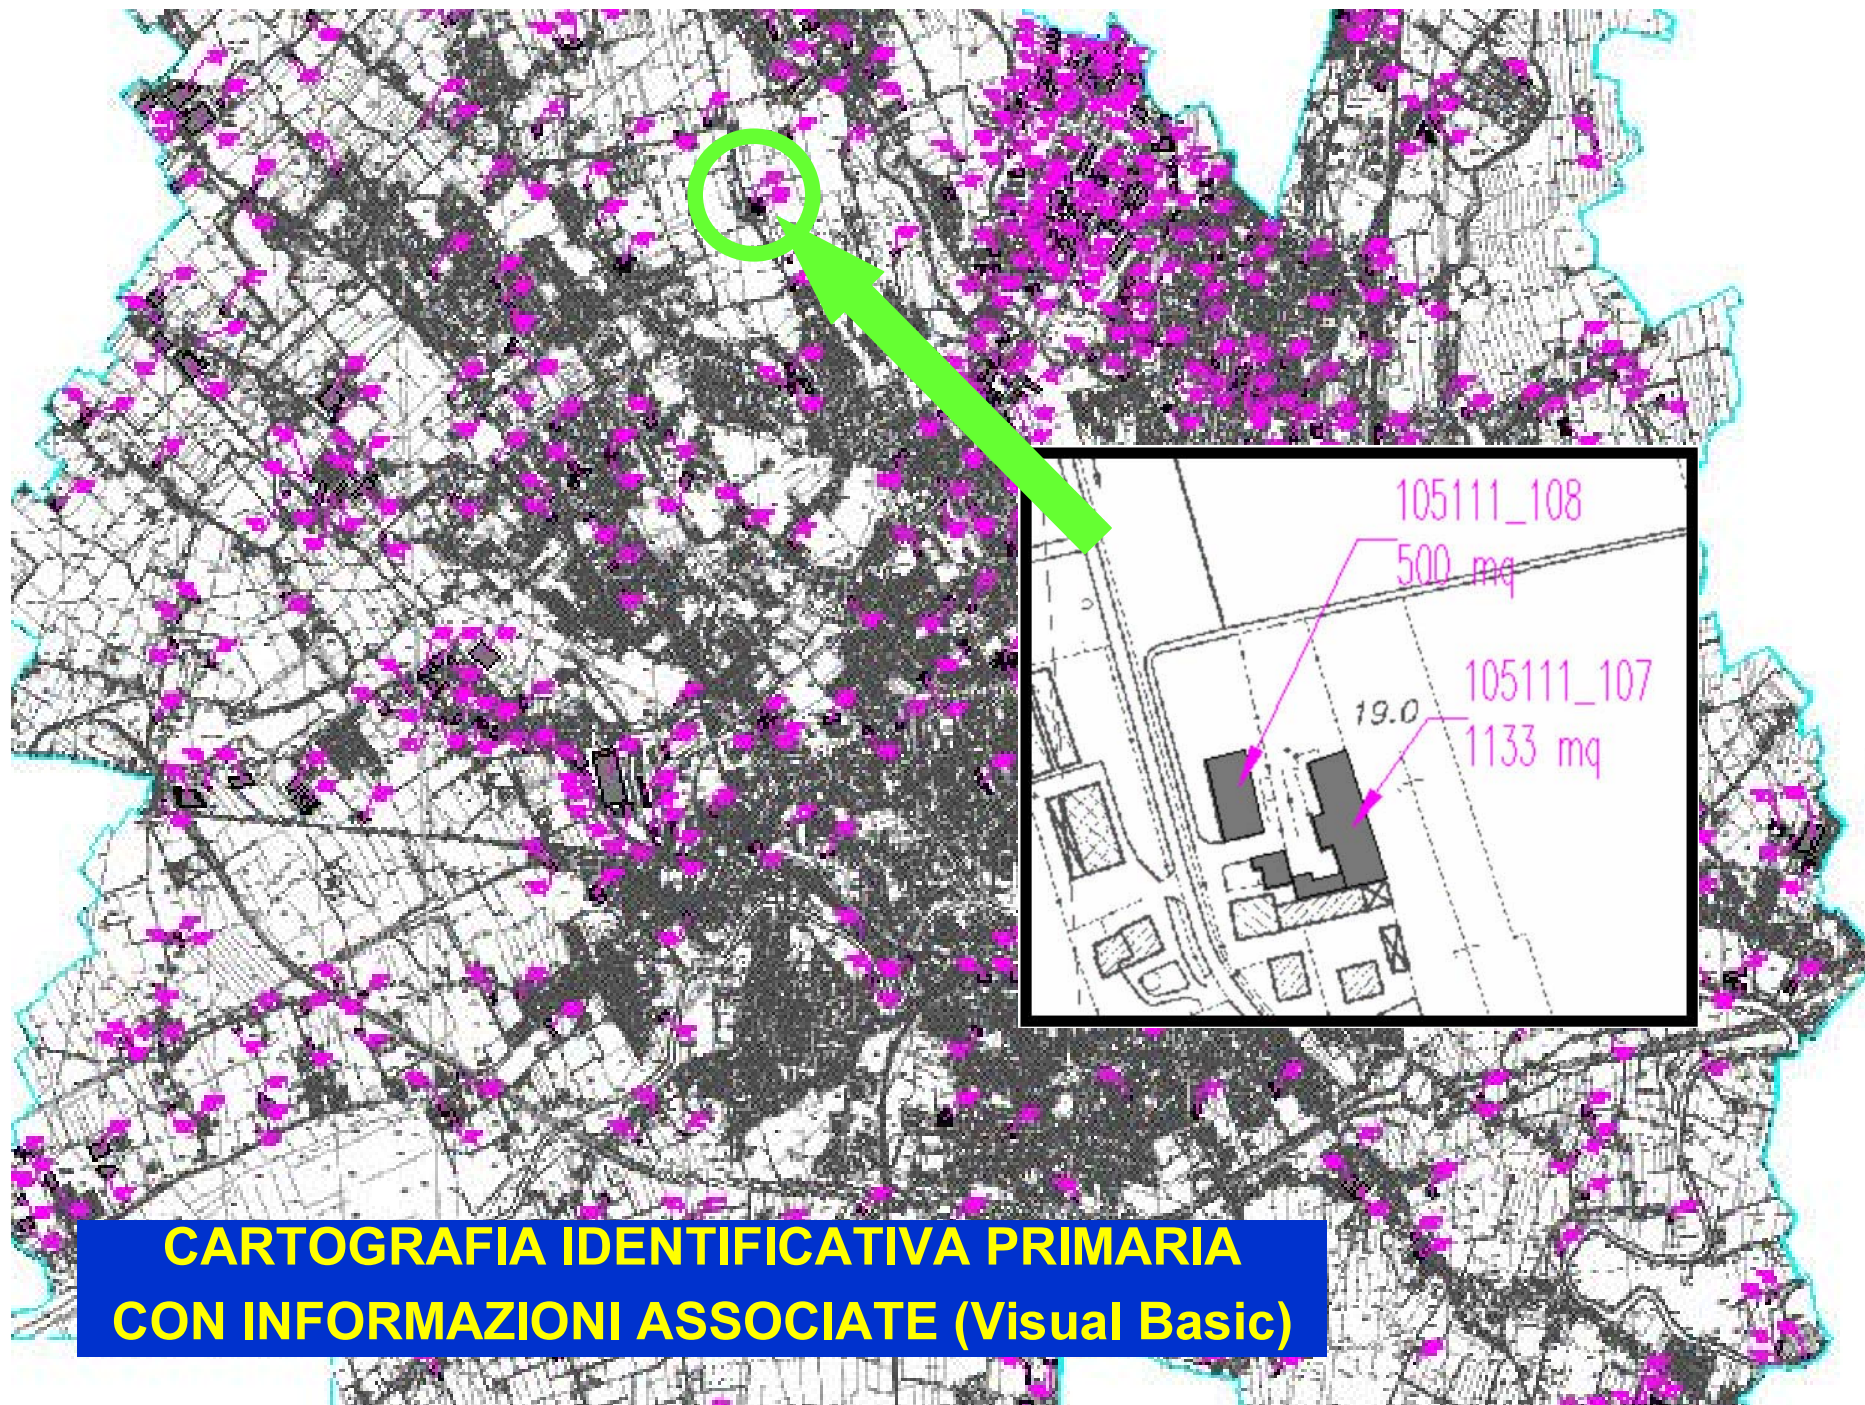 105111_108
500 mq
105111_107
19.0
1133 mq
CARTOGRAFIA IDENTIFICATIVA PRIMARIA
CON INFORMAZIONI ASSOCIATE (Visual Basic)